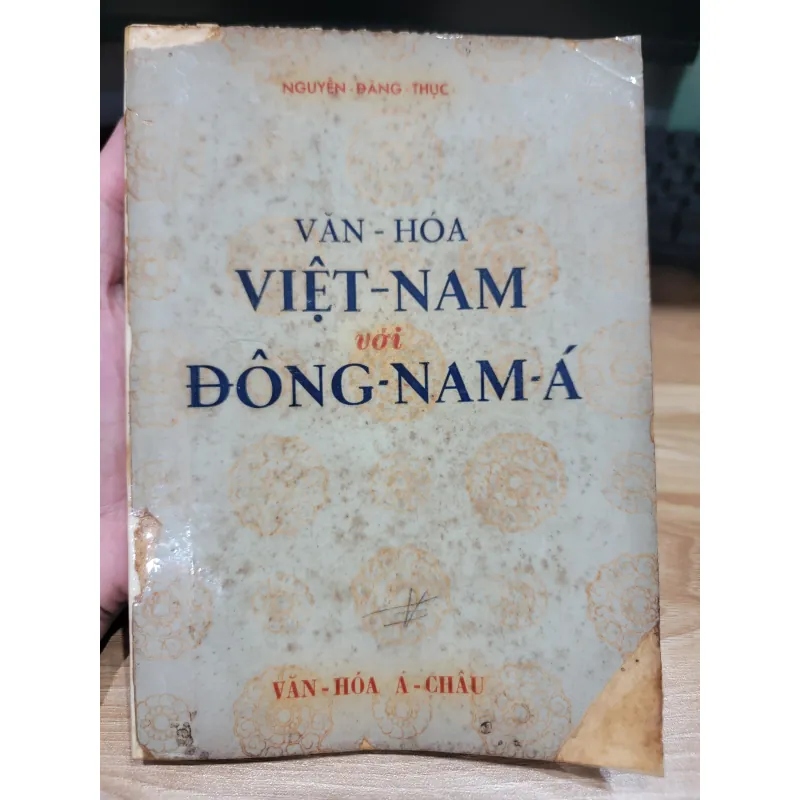 NGUYỄN - ĐĂNG - THỤC
VĂN - HÓA
VIỆT-NAM
với
ĐÔNG-NAM-Á
VĂN - HÓA Á - CHÂU